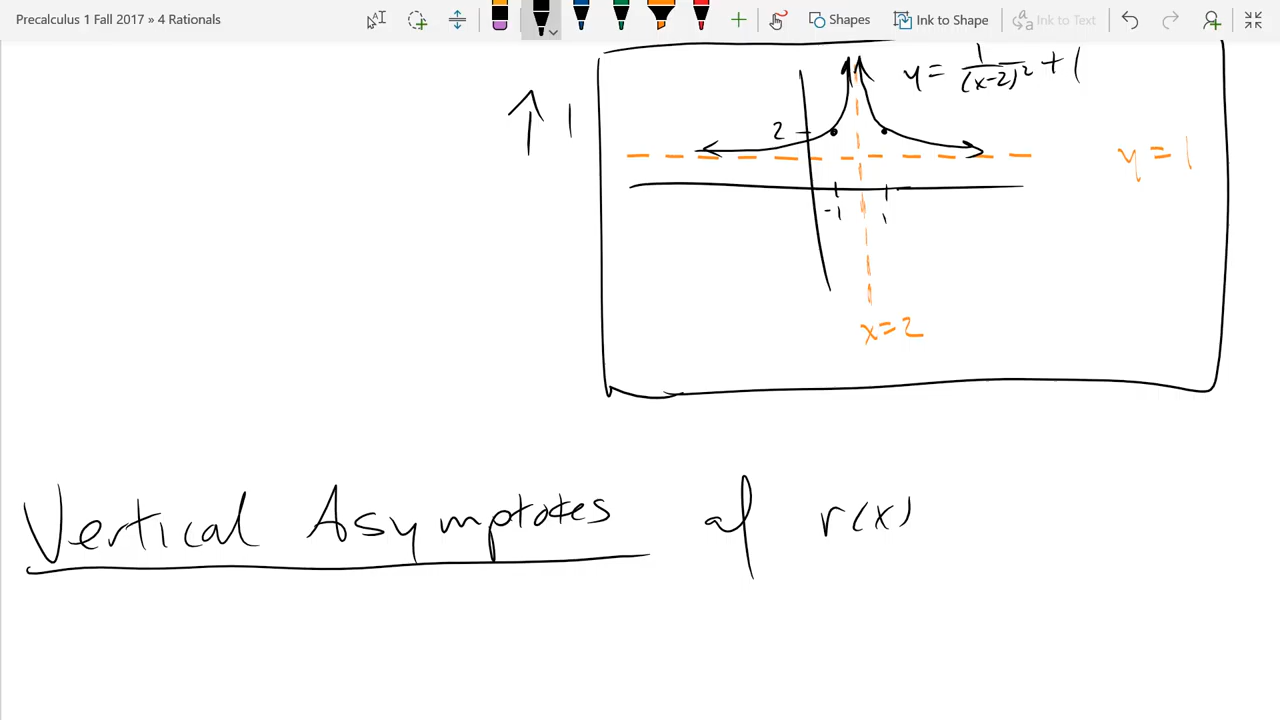 Precalculus 1 Fall 2017 » 4 Rationals
Shapes
Ink to Shape
Ink to Text
↑ 1
y = 1/(x-2)² + 1
2
y = 1
-1
1
x = 2
Vertical Asymptotes of r(x)